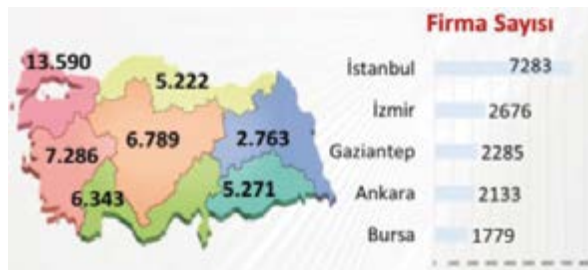 Firma Sayısı
13.590
5.222
6.789
2.763
7.286
6.343
5.271
İstanbul 7283
İzmir 2676
Gaziantep 2285
Ankara 2133
Bursa 1779